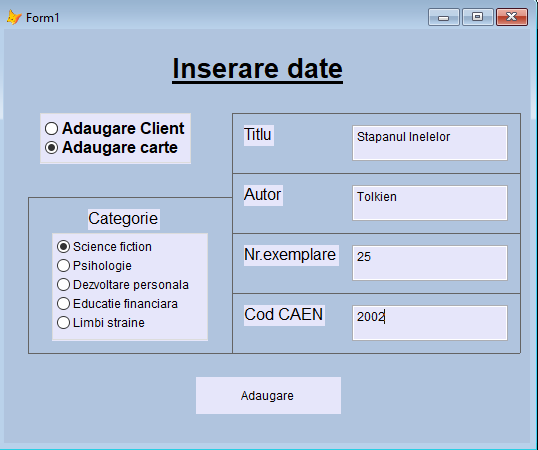 Form1
Inserare date
Adaugare Client
Adaugare carte
Categorie
Science fiction
Psihologie
Dezvoltare personala
Educatie financiara
Limbi straine
Titlu
Stapanul Inelelor
Autor
Tolkien
Nr.exemplare
25
Cod CAEN
2002
Adaugare